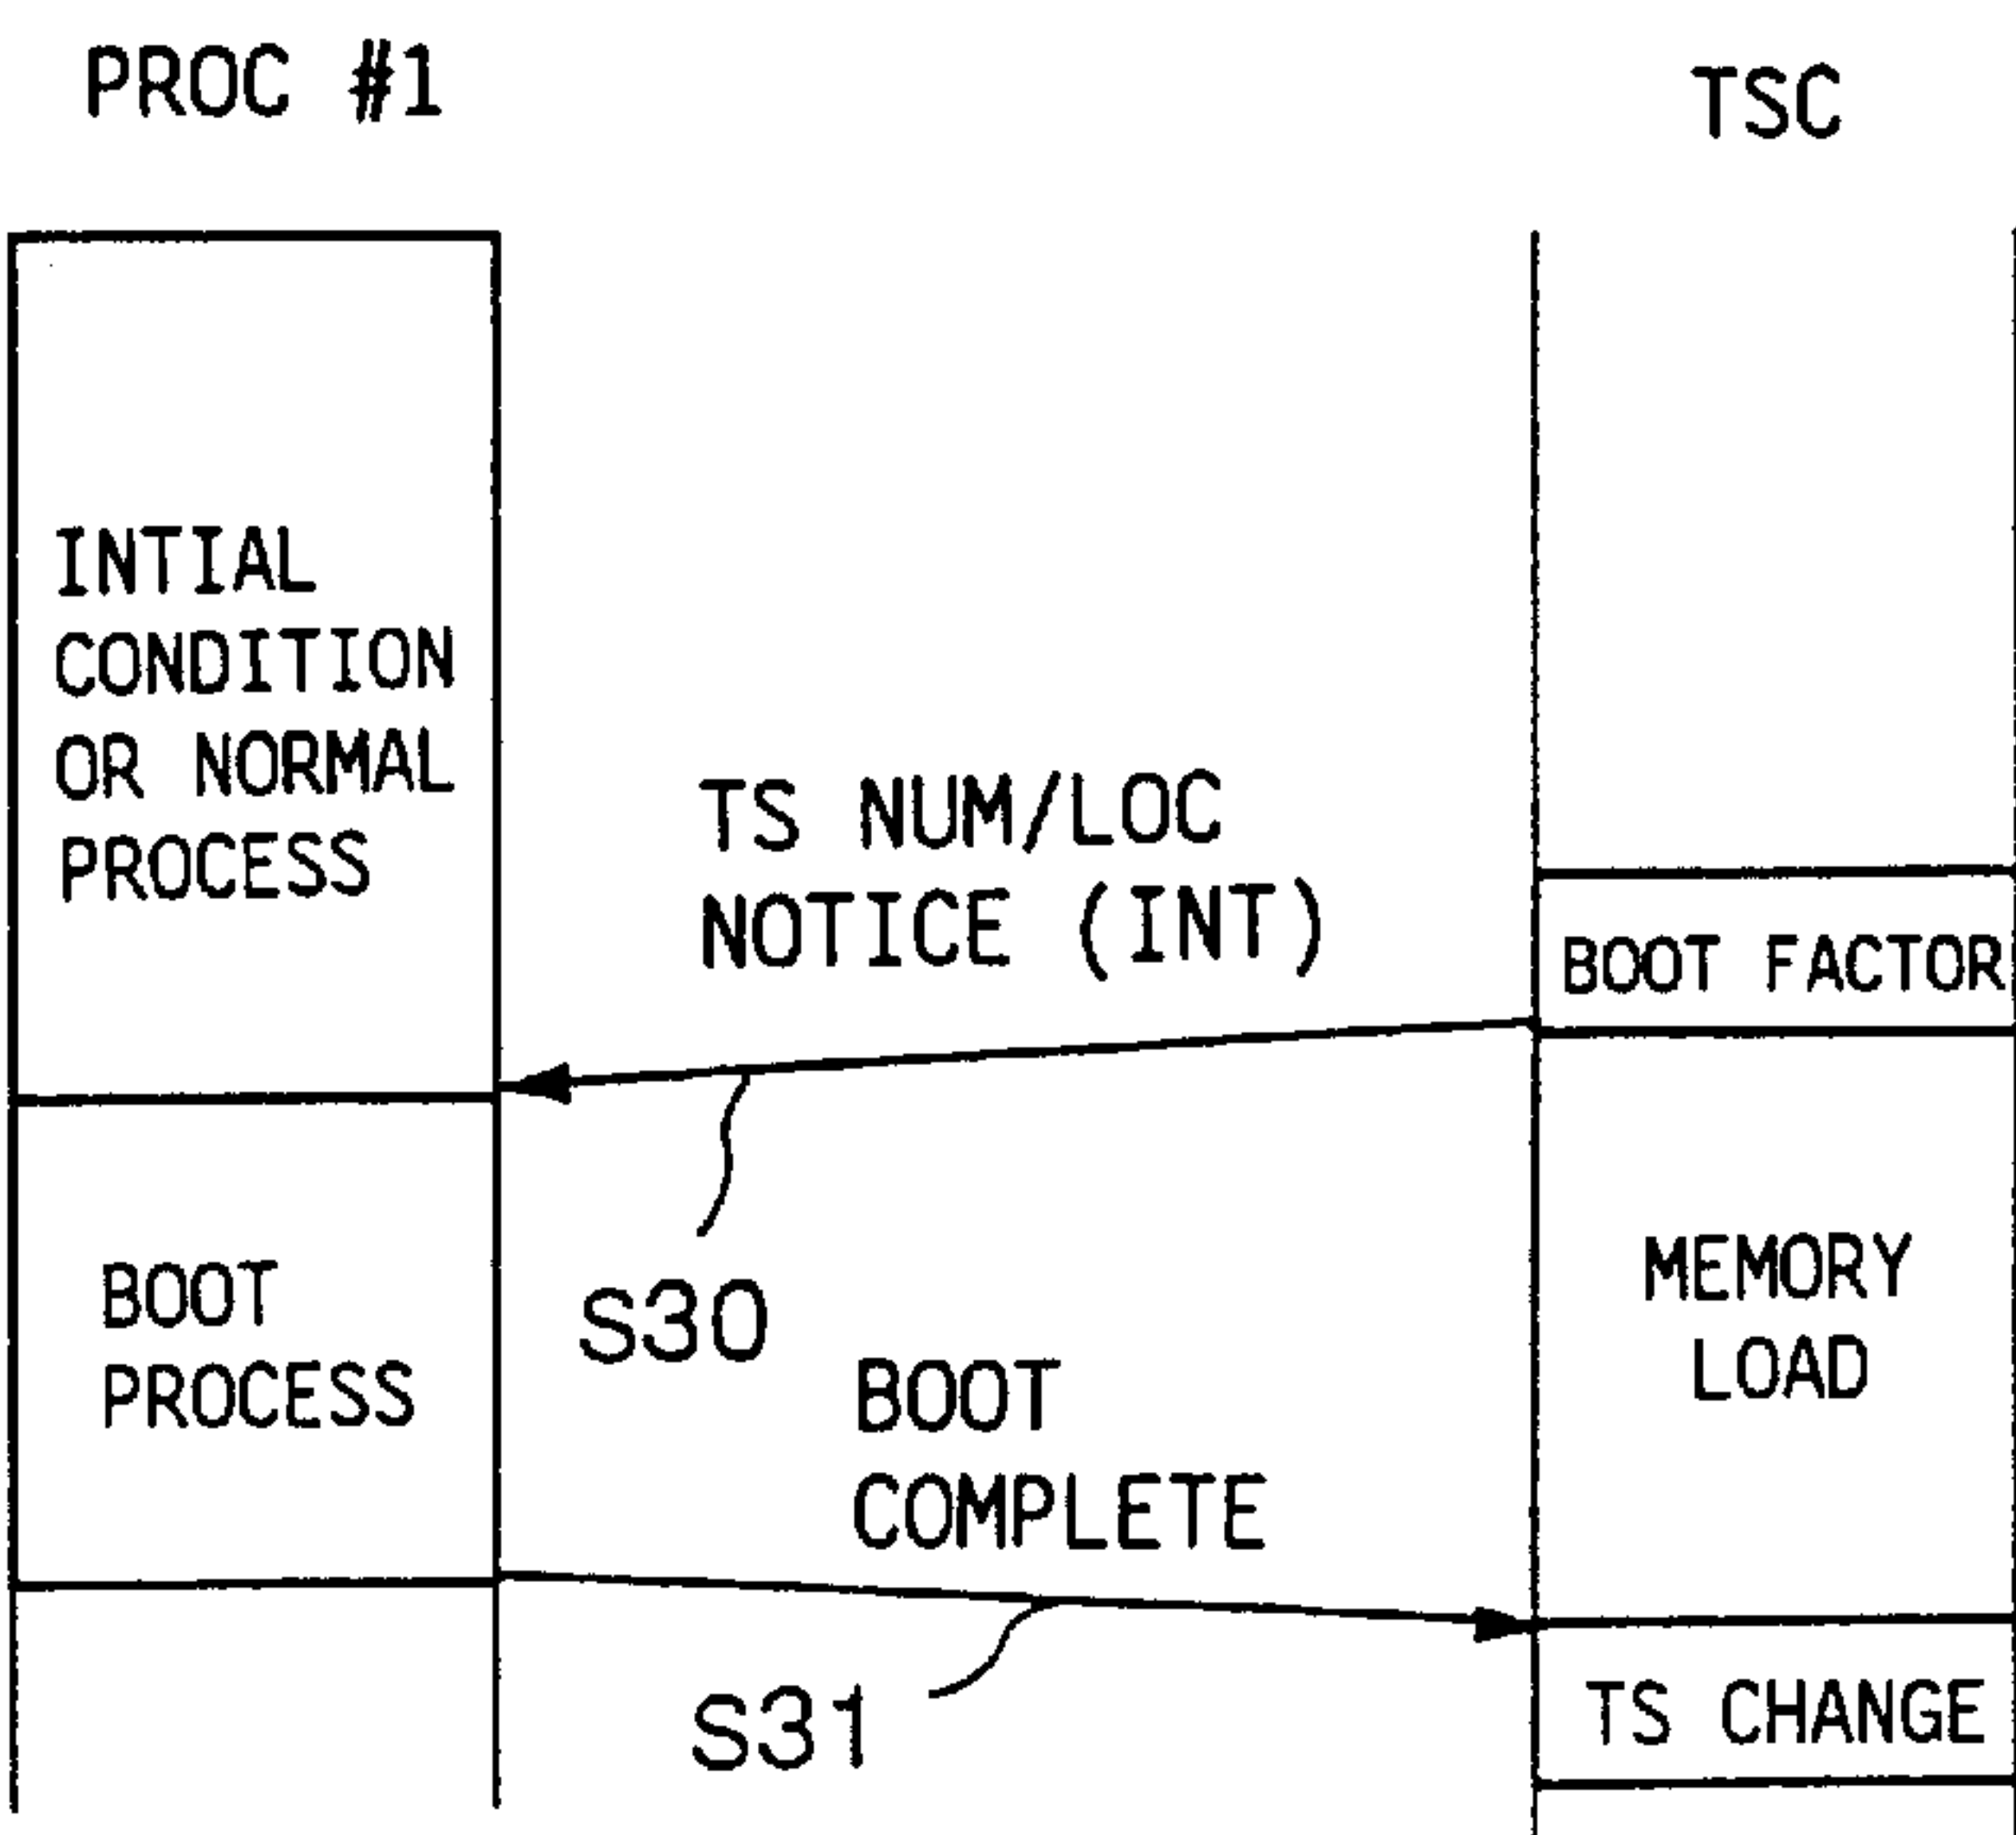 PROC #1
TSC
INTIAL
CONDITION
OR NORMAL
PROCESS
TS NUM/LOC
NOTICE (INT)
BOOT FACTOR
S30
BOOT
PROCESS
MEMORY
LOAD
BOOT
COMPLETE
S31
TS CHANGE